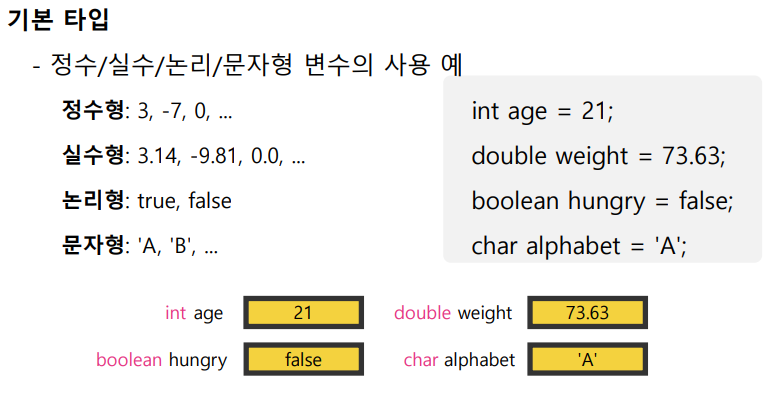 기본 타입
- 정수/실수/논리/문자형 변수의 사용 예
정수형: 3, -7, 0, ...
실수형: 3.14, -9.81, 0.0, ...
논리형: true, false
문자형: 'A, 'B', ...
int age = 21;
double weight = 73.63;
boolean hungry = false;
char alphabet = 'A';
int age 21 double weight 73.63
boolean hungry false char alphabet 'A'